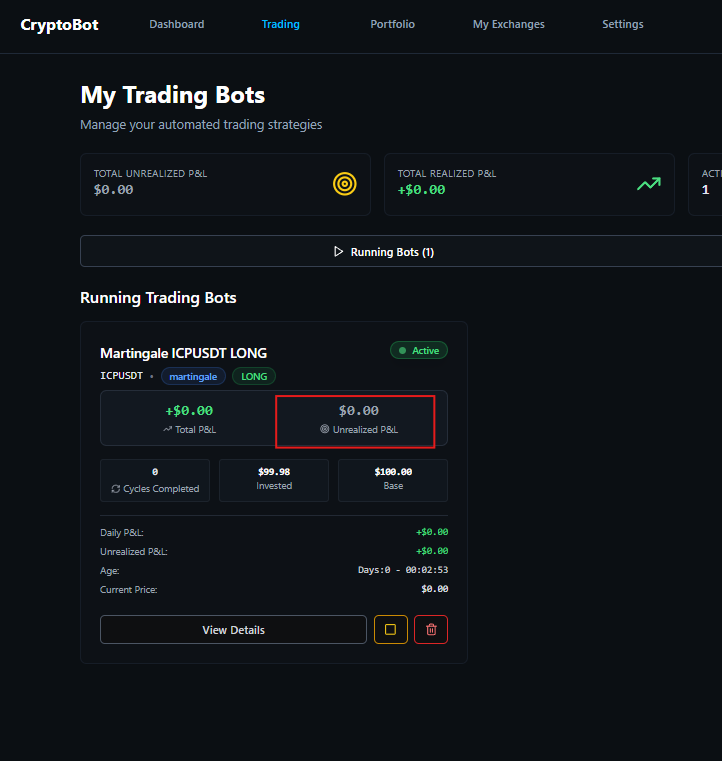 CryptoBot Dashboard Trading Portfolio My Exchanges Settings
My Trading Bots
Manage your automated trading strategies
TOTAL UNREALIZED P&L
$0.00
TOTAL REALIZED P&L
+$0.00
ACTI
1
Running Bots (1)
Running Trading Bots
Martingale ICPUSDT LONG
Active
ICPUSDT • martingale LONG
+$0.00
Total P&L
$0.00
Unrealized P&L
0
Cycles Completed
$99.98
Invested
$100.00
Base
Daily P&L: +$0.00
Unrealized P&L: +$0.00
Age: Days:0 - 00:02:53
Current Price: $0.00
View Details